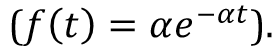 (f(t) = αe^{-αt}).